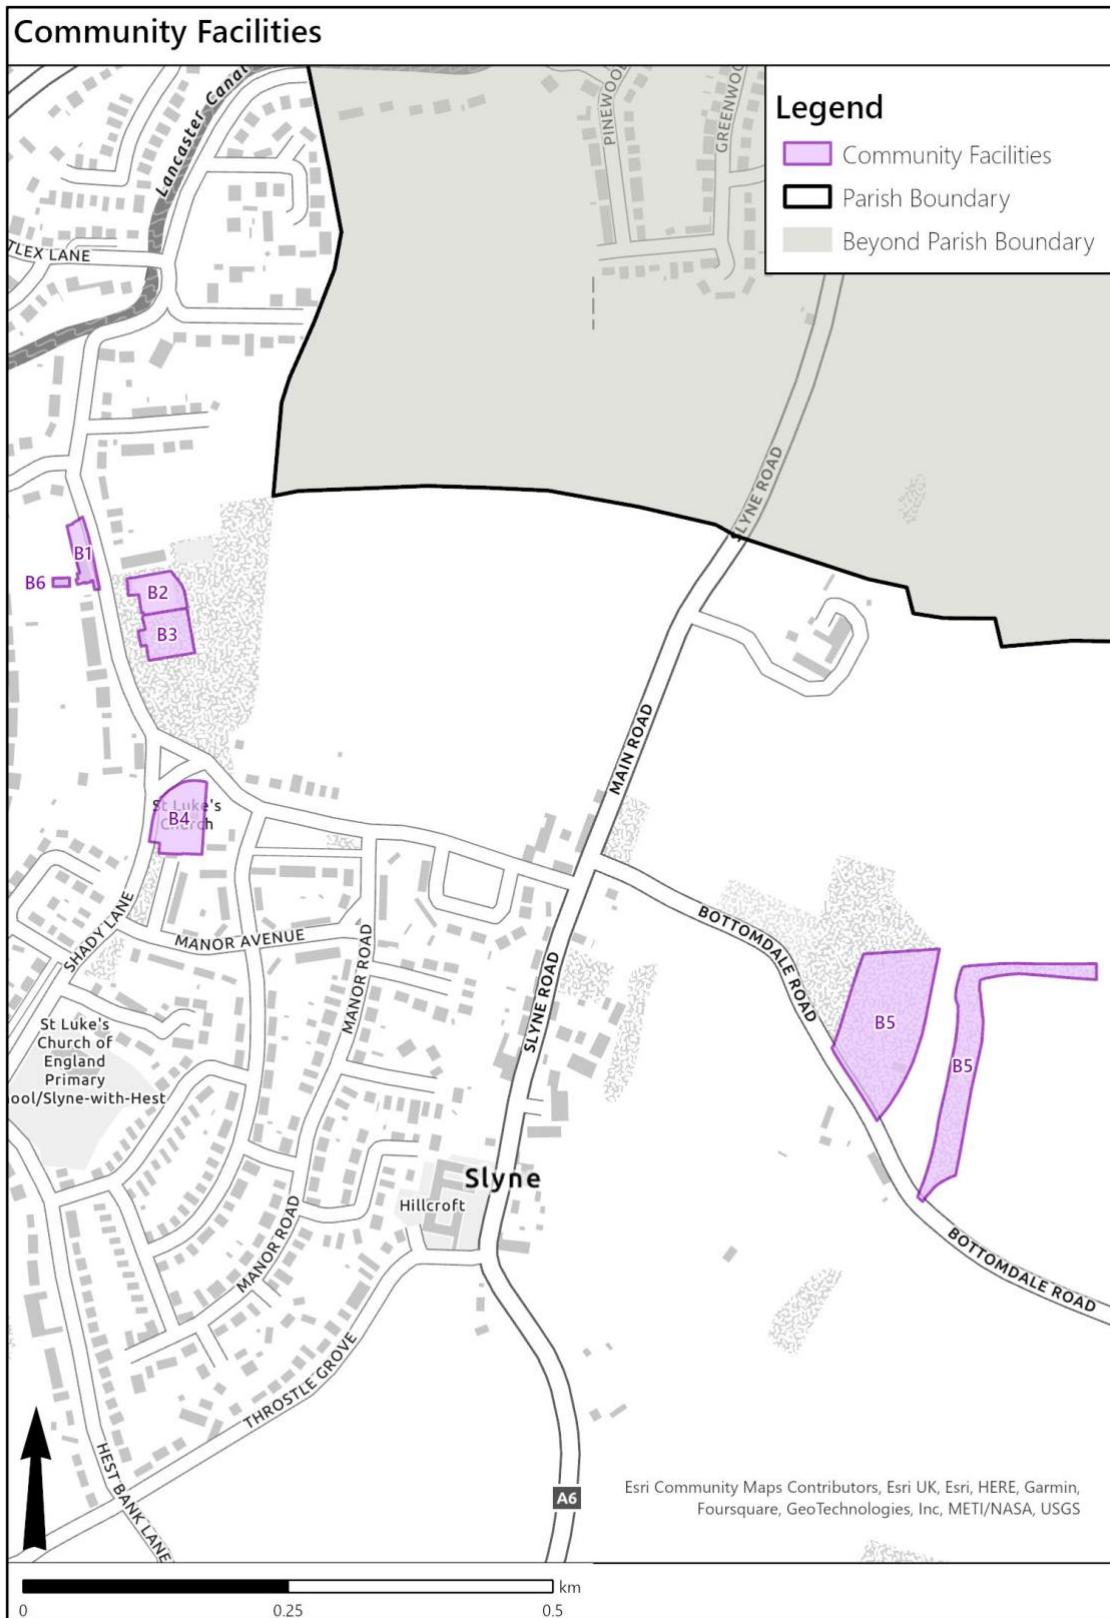 Community Facilities
Legend
Community Facilities
Parish Boundary
Beyond Parish Boundary
Lancaster Canal
PINEWOOD
GREENWOO
TLEX LANE
SLYNE ROAD
B1
B6
B2
B3
MAIN ROAD
St Luke's
Church
B4
SHADY LANE
MANOR AVENUE
MANOR ROAD
SLYNE ROAD
BOTTOMDALE ROAD
B5
B5
St Luke's
Church of
England
Primary
ool/Slyne-with-Hest
Slyne
Hillcroft
MANOR ROAD
BOTTOMDALE ROAD
THROSTLE GROVE
HEST BANK LANE
A6
Esri Community Maps Contributors, Esri UK, Esri, HERE, Garmin,
Foursquare, GeoTechnologies, Inc, METI/NASA, USGS
km
0 0.25 0.5